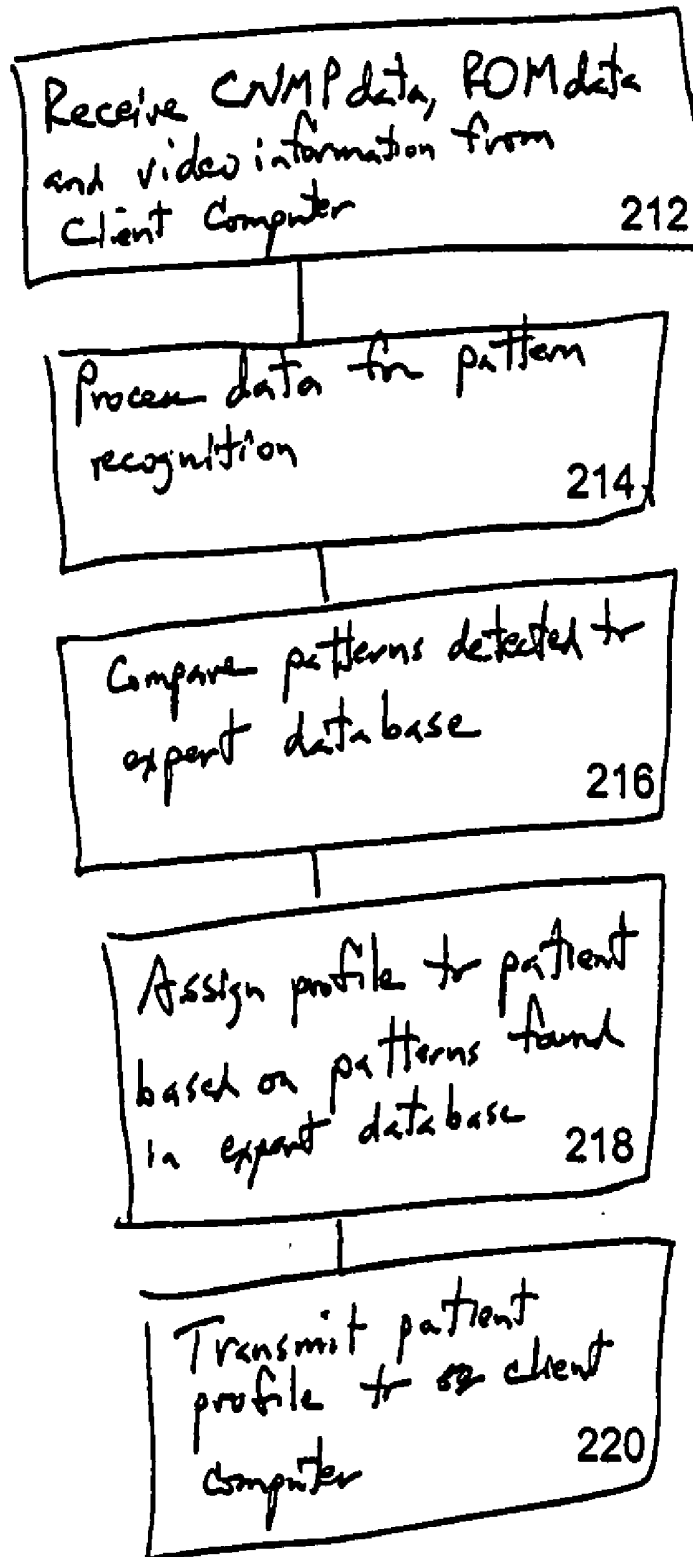 Receive CNMP data, ROM data
and video information from
Client Computer
212
Process data for pattern
recognition
214
Compare patterns detected to
expert database
216
Assign profile to patient
based on patterns found
in expert database
218
Transmit patient
profile to client
computer
220